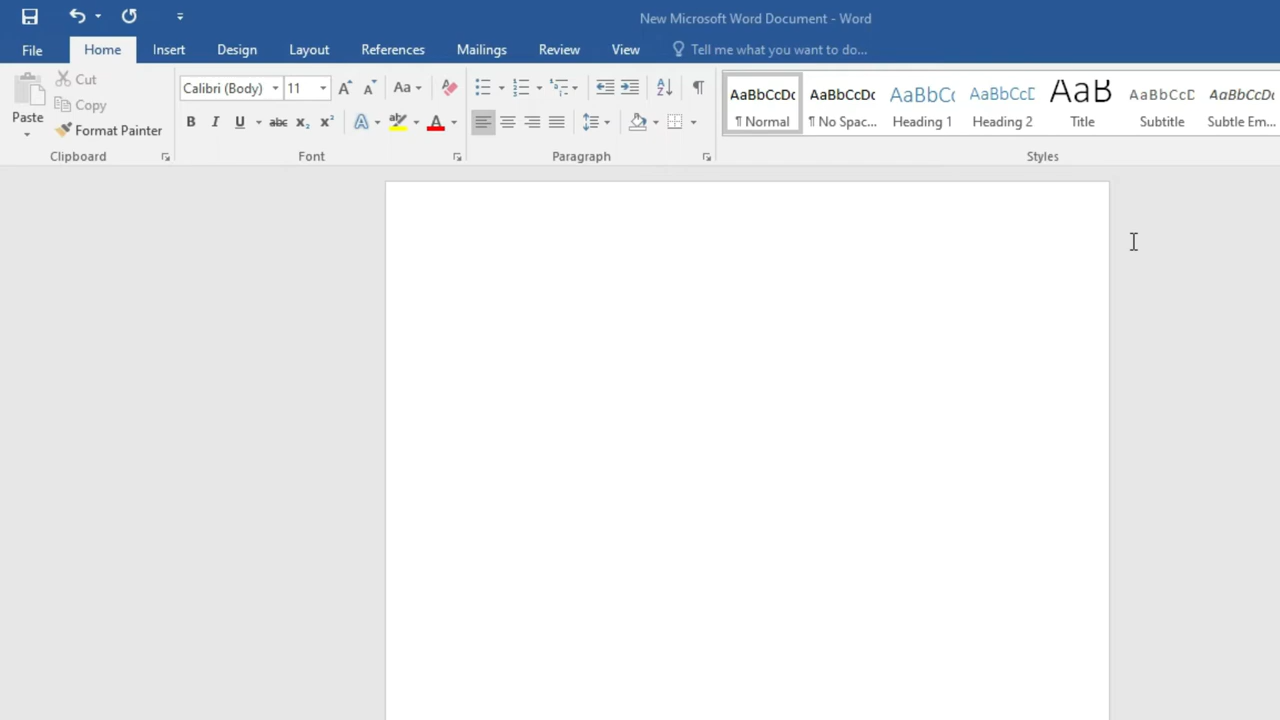 New Microsoft Word Document - Word
File Home Insert Design Layout References Mailings Review View Tell me what you want to do...
Paste
Cut
Copy
Format Painter
Clipboard
Calibri (Body) 11 Aa
B I U abc x₂ x² A ab A
Font
A Z ¶
Paragraph
AaBbCcDc AaBbCcDc AaBbCc AaBbCcD AaB AaBbCcD AaBbCcDc
¶ Normal ¶ No Spac... Heading 1 Heading 2 Title Subtitle Subtle Em...
Styles